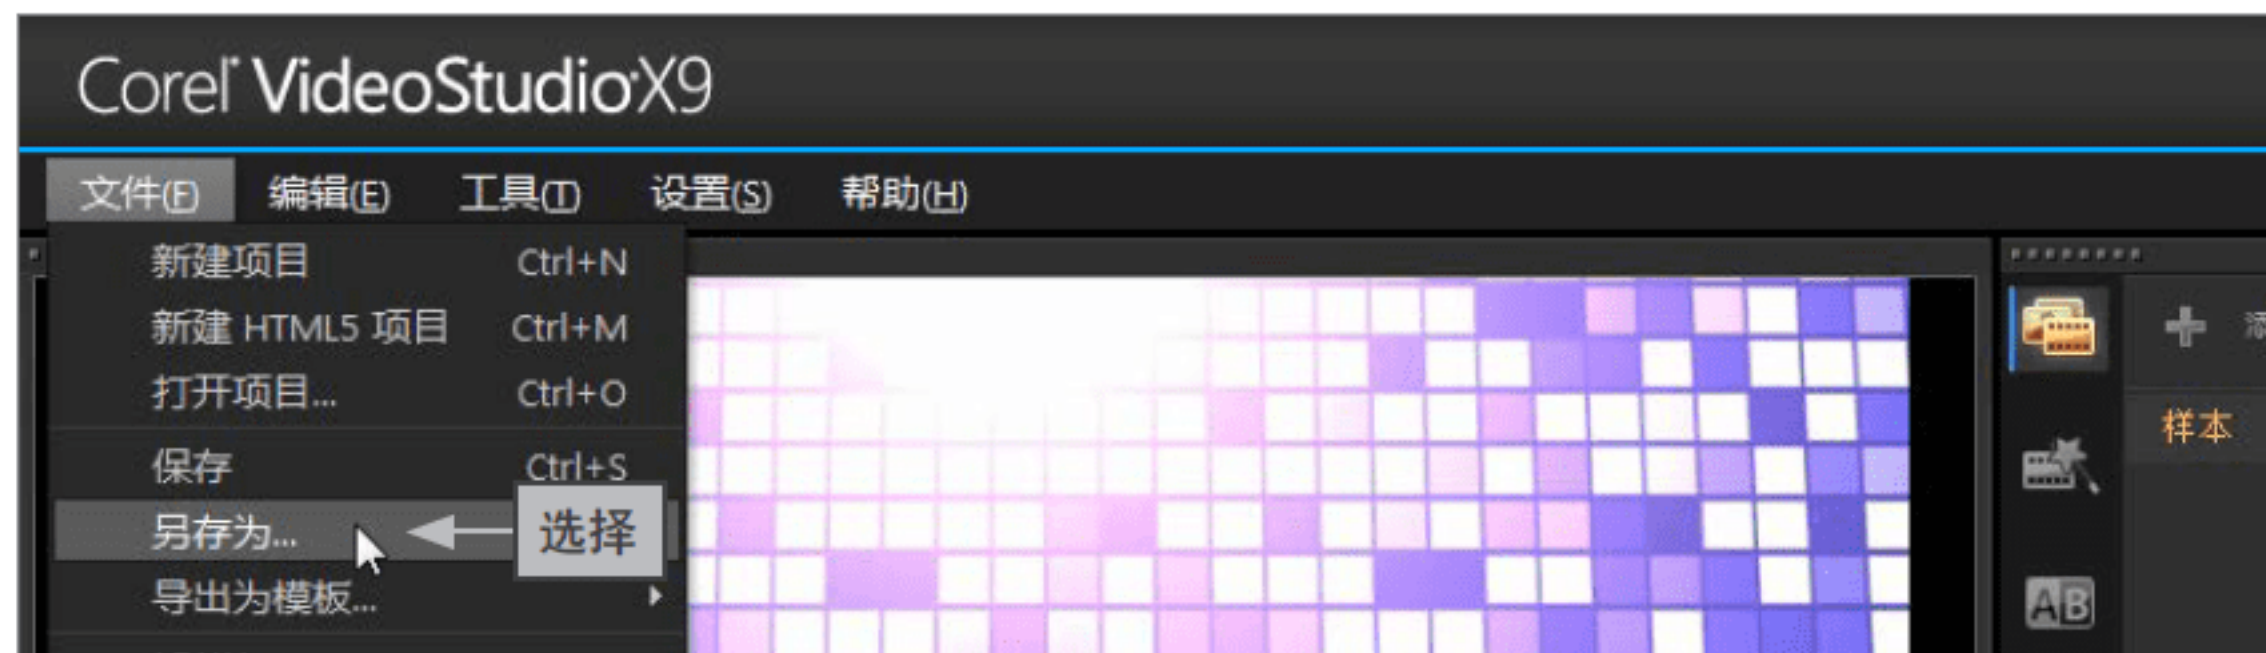 Corel VideoStudio X9
文件(F) 编辑(E) 工具(T) 设置(S) 帮助(H)
新建项目 Ctrl+N
新建 HTML5 项目 Ctrl+M
打开项目... Ctrl+O
保存 Ctrl+S
另存为... 选择
导出为模板...
样本
AB